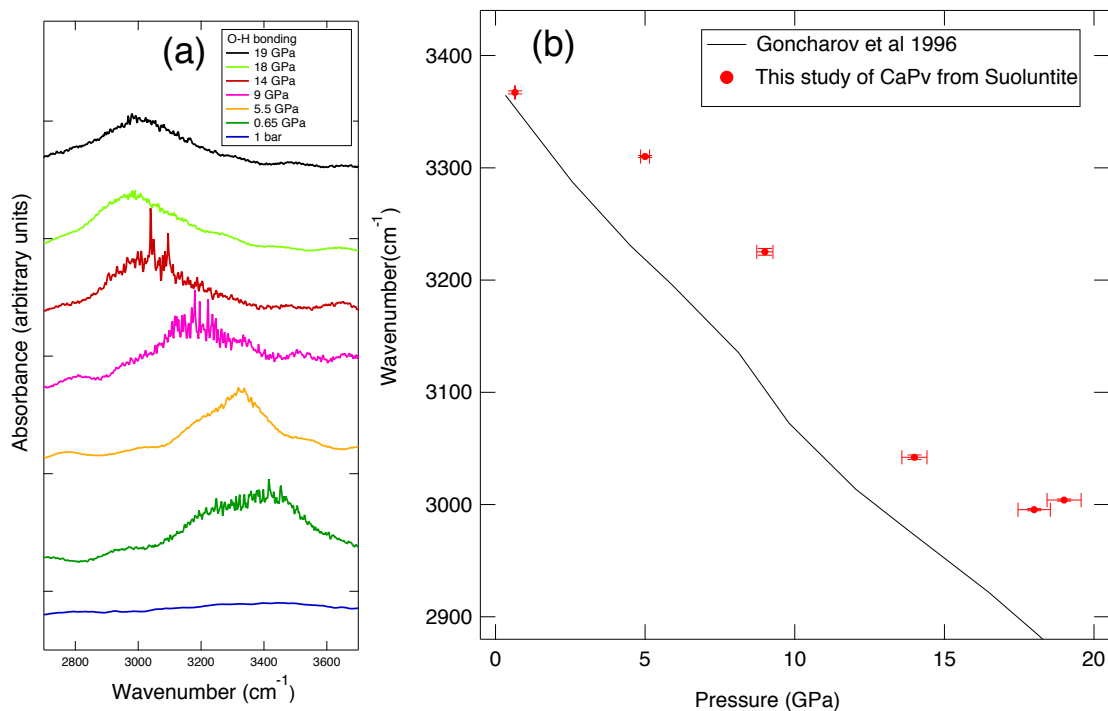 (a)
O-H bonding
19 GPa
18 GPa
14 GPa
9 GPa
5.5 GPa
0.65 GPa
1 bar
Absorbance (arbitrary units)
2800 3000 3200 3400 3600
Wavenumber (cm-1)
(b)
Goncharov et al 1996
This study of CaPv from Suoluntite
Wavenumber(cm-1)
3400
3300
3200
3100
3000
2900
0 5 10 15 20
Pressure (GPa)